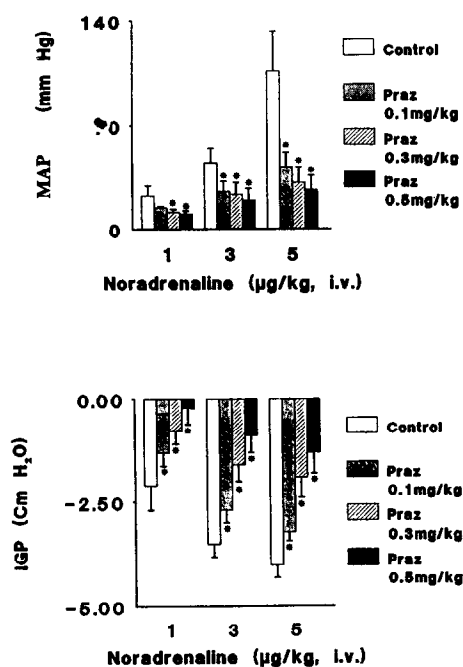 140
70
0
MAP (mm Hg)
Control
Praz
0.1mg/kg
Praz
0.3mg/kg
Praz
0.5mg/kg
* * * * * * * *
1 3 5
Noradrenaline (µg/kg, i.v.)
0.00
-2.50
-5.00
IGP (Cm H₂O)
Control
Praz
0.1mg/kg
Praz
0.3mg/kg
Praz
0.5mg/kg
* * * * * * * * *
1 3 5
Noradrenaline (µg/kg, i.v.)